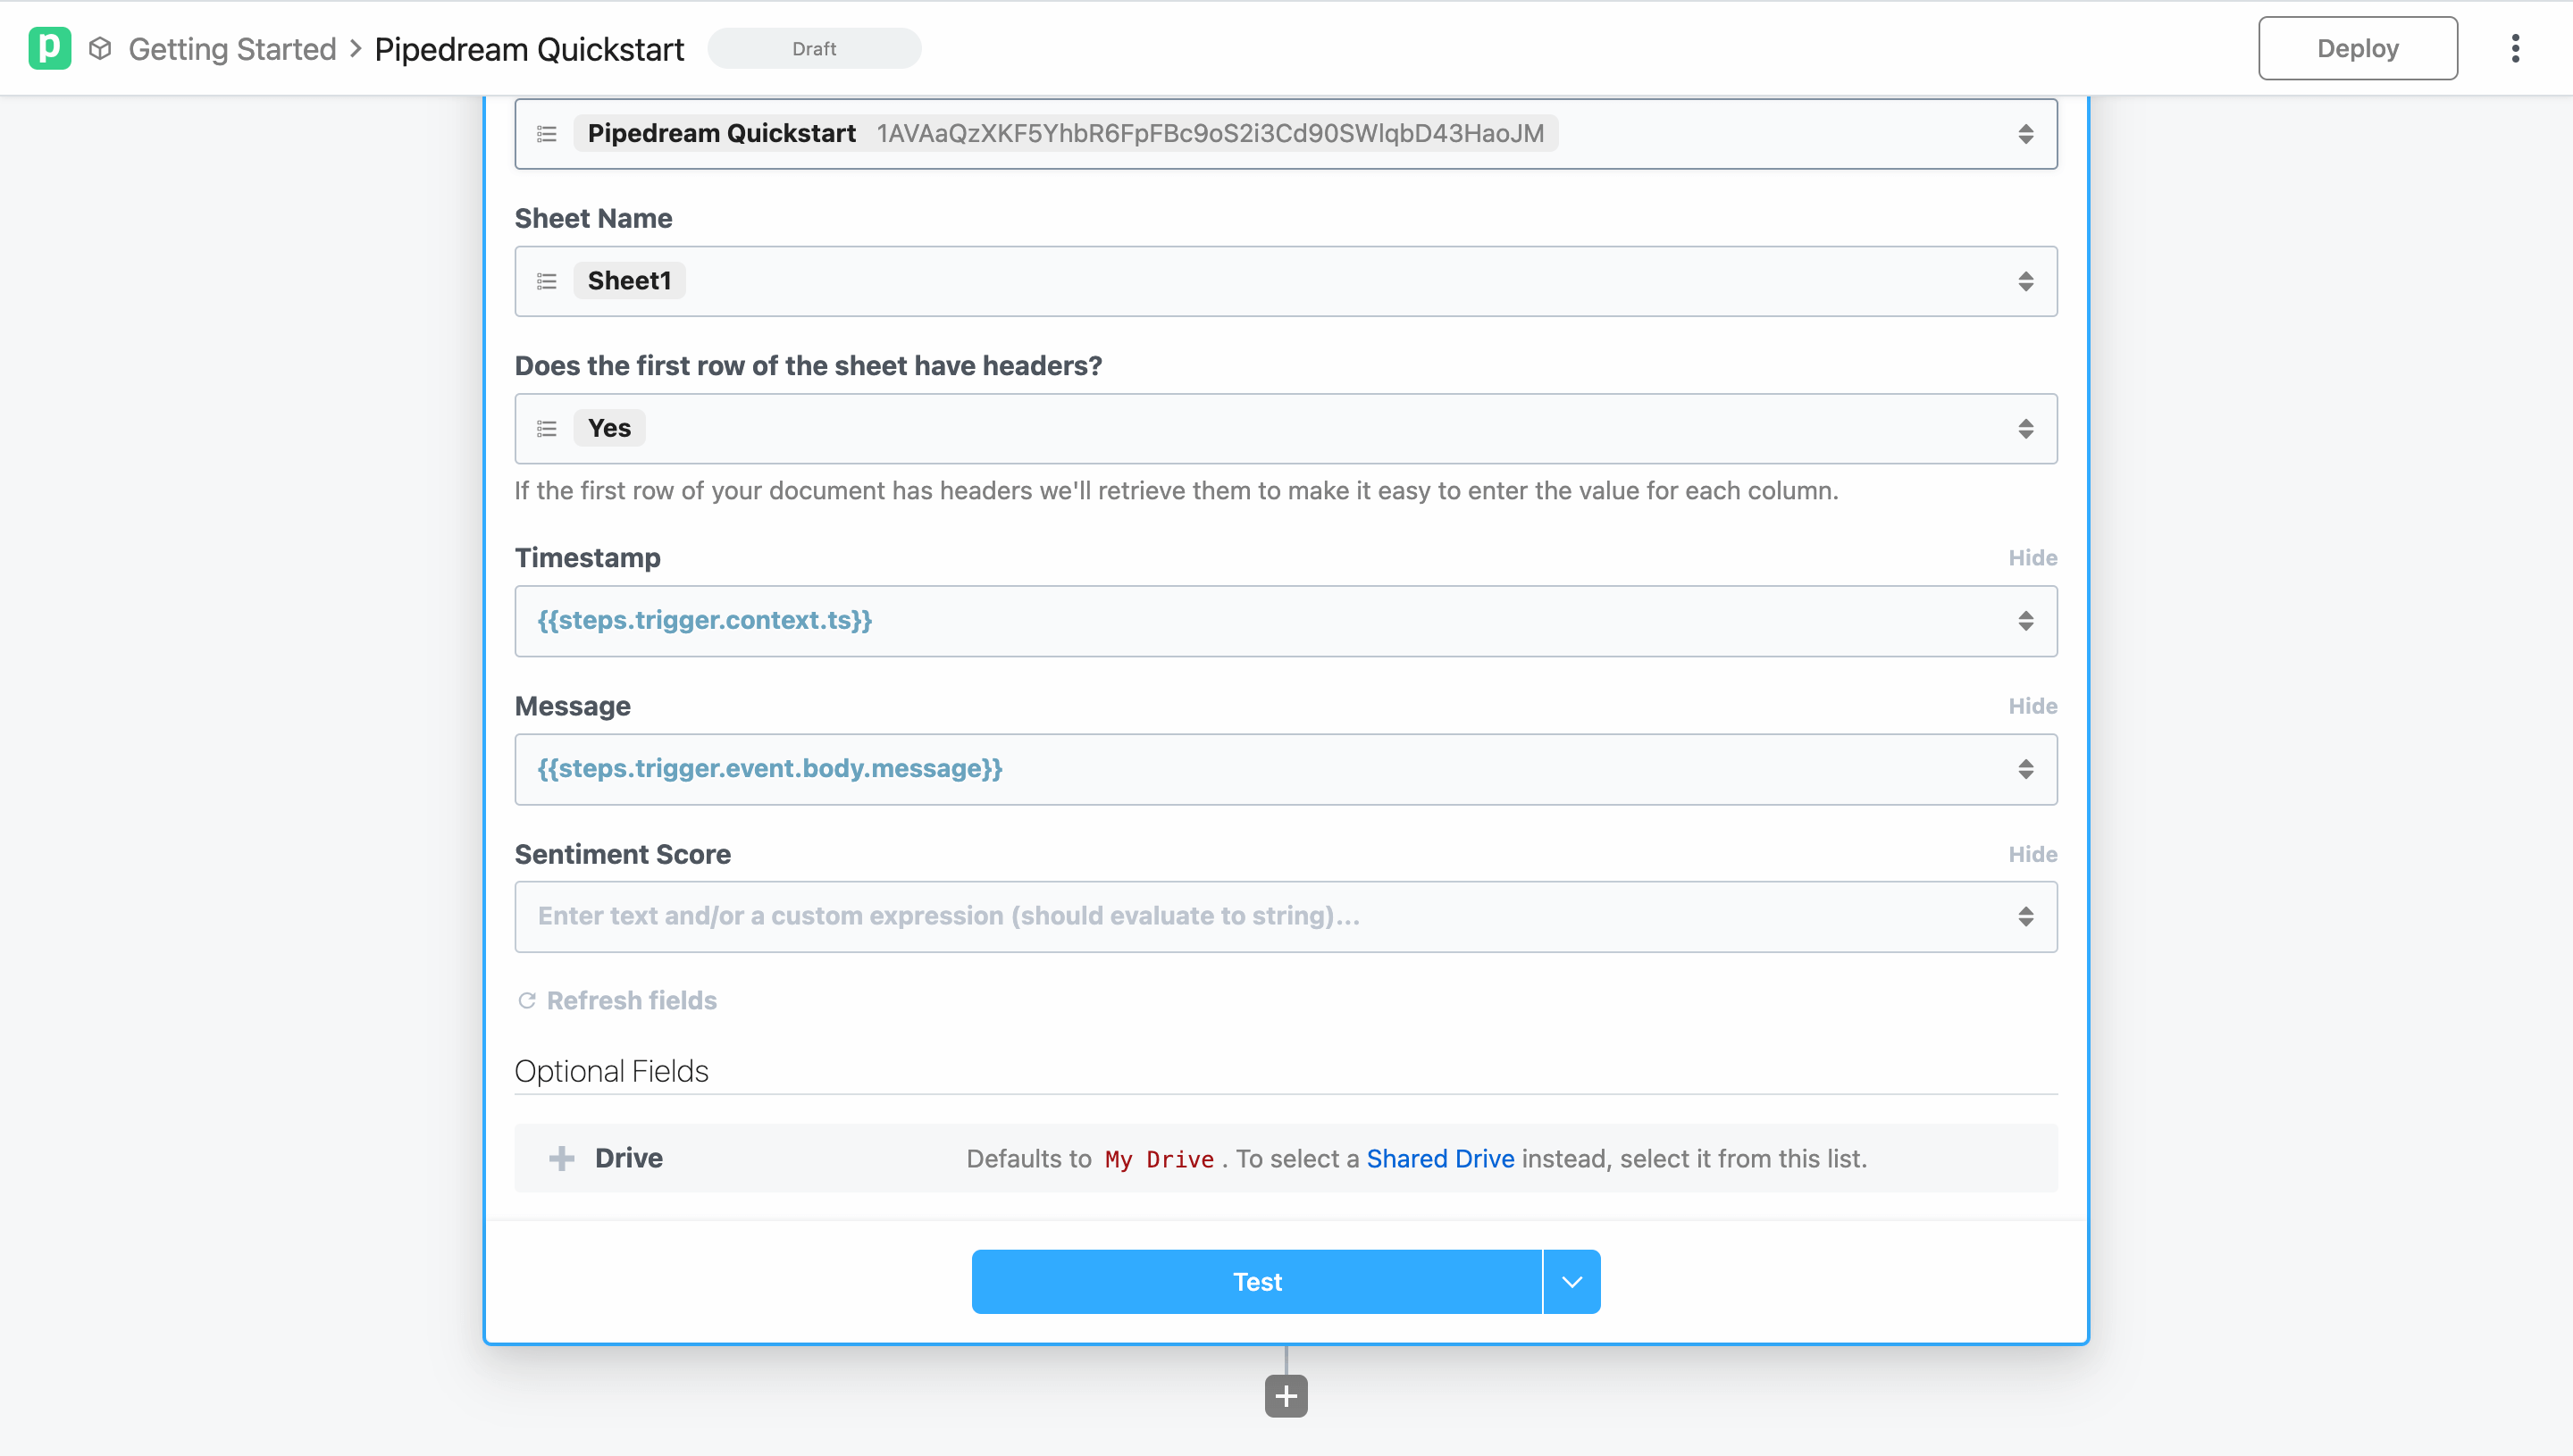 p Getting Started > Pipedream Quickstart Draft Deploy
Pipedream Quickstart 1AVAaQzXKF5YhbR6FpFBc9oS2i3Cd90SWlqbD43HaoJM
Sheet Name
Sheet1
Does the first row of the sheet have headers?
Yes
If the first row of your document has headers we'll retrieve them to make it easy to enter the value for each column.
Timestamp Hide
{{steps.trigger.context.ts}}
Message Hide
{{steps.trigger.event.body.message}}
Sentiment Score Hide
Enter text and/or a custom expression (should evaluate to string)...
Refresh fields
Optional Fields
Drive Defaults to My Drive. To select a Shared Drive instead, select it from this list.
Test